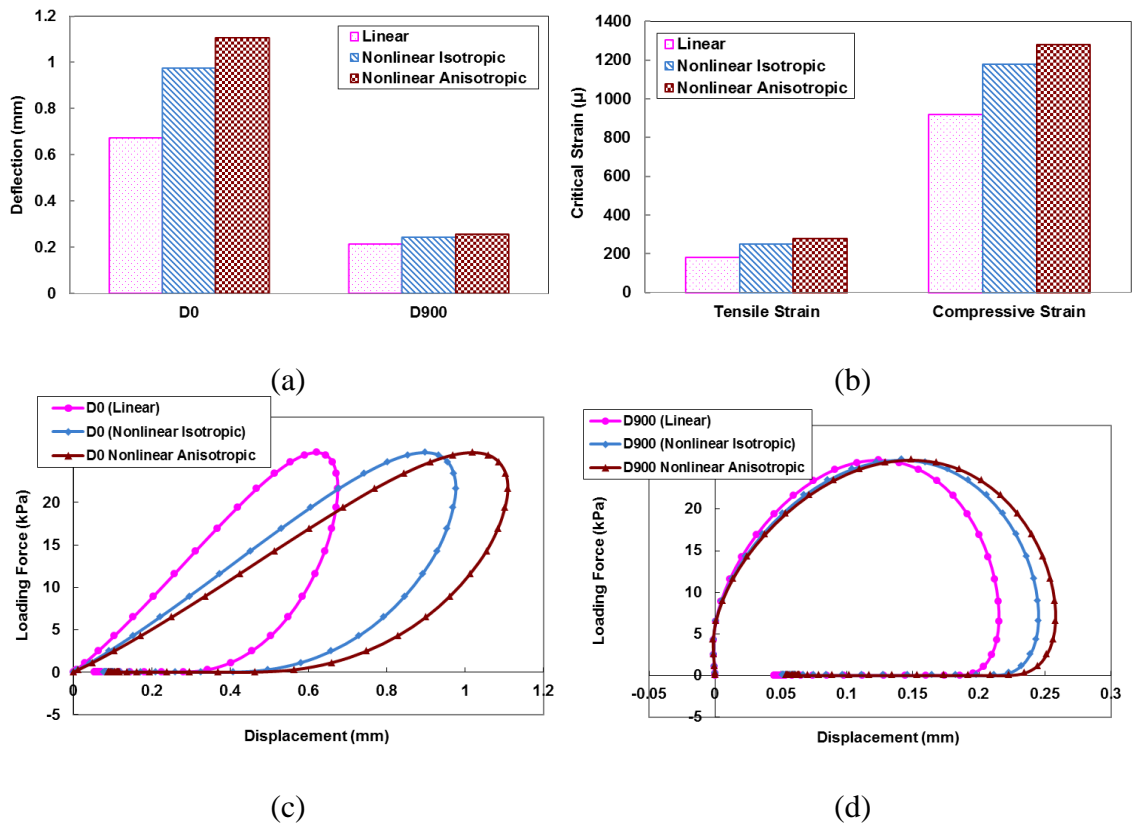 1.2
1
0.8
0.6
0.4
0.2
0
Deflection (mm)
Linear
Nonlinear Isotropic
Nonlinear Anisotropic
D0
D900
(a)
1400
1200
1000
800
600
400
200
0
Critical Strain (µ)
Linear
Nonlinear Isotropic
Nonlinear Anisotropic
Tensile Strain
Compressive Strain
(b)
D0 (Linear)
D0 (Nonlinear Isotropic)
D0 Nonlinear Anisotropic
20
15
10
5
0
-5
Loading Force (kPa)
0
0.2
0.4
0.6
0.8
1
1.2
Displacement (mm)
(c)
D900 (Linear)
D900 (Nonlinear Isotropic)
D900 Nonlinear Anisotropic
20
15
10
5
0
-5
Loading Force (kPa)
-0.05
0
0.05
0.1
0.15
0.2
0.25
0.3
Displacement (mm)
(d)